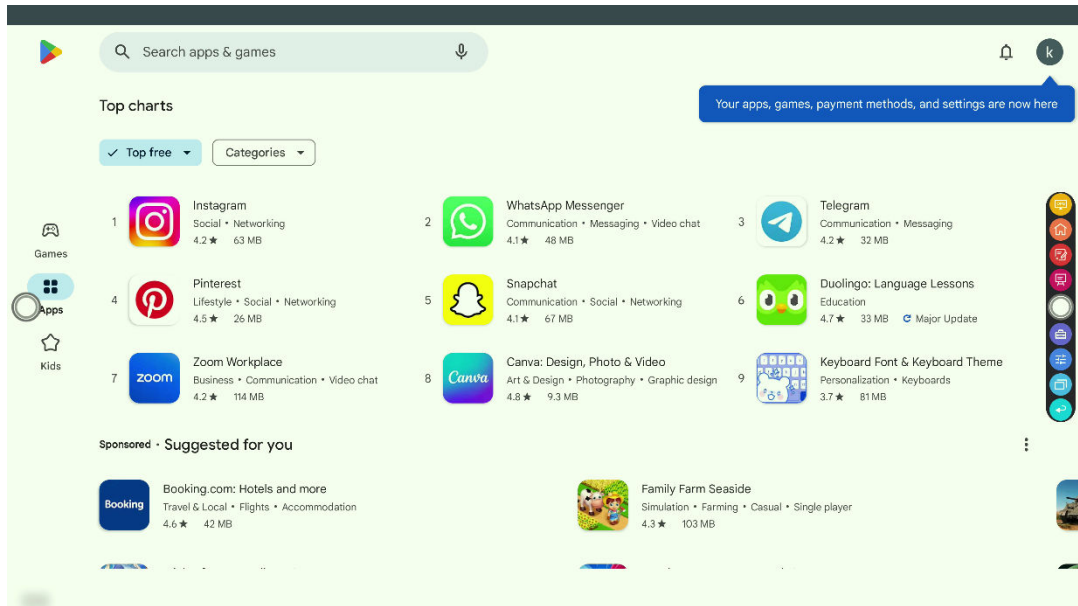 Search apps & games
k
Your apps, games, payment methods, and settings are now here
Top charts
Top free
Categories
Games
Apps
Kids
1
Instagram
Social • Networking
4.2★ 63 MB
2
WhatsApp Messenger
Communication • Messaging • Video chat
4.1★ 48 MB
3
Telegram
Communication • Messaging
4.2★ 32 MB
4
Pinterest
Lifestyle • Social • Networking
4.5★ 26 MB
5
Snapchat
Communication • Social • Networking
4.1★ 67 MB
6
Duolingo: Language Lessons
Education
4.7★ 33 MB Major Update
7
zoom
Zoom Workplace
Business • Communication • Video chat
4.2★ 114 MB
8
Canva
Canva: Design, Photo & Video
Art & Design • Photography • Graphic design
4.8★ 9.3 MB
9
Keyboard Font & Keyboard Theme
Personalization • Keyboards
3.7★ 81 MB
Sponsored · Suggested for you
Booking
Booking.com: Hotels and more
Travel & Local • Flights • Accommodation
4.6★ 42 MB
Family Farm Seaside
Simulation • Farming • Casual • Single player
4.3★ 103 MB